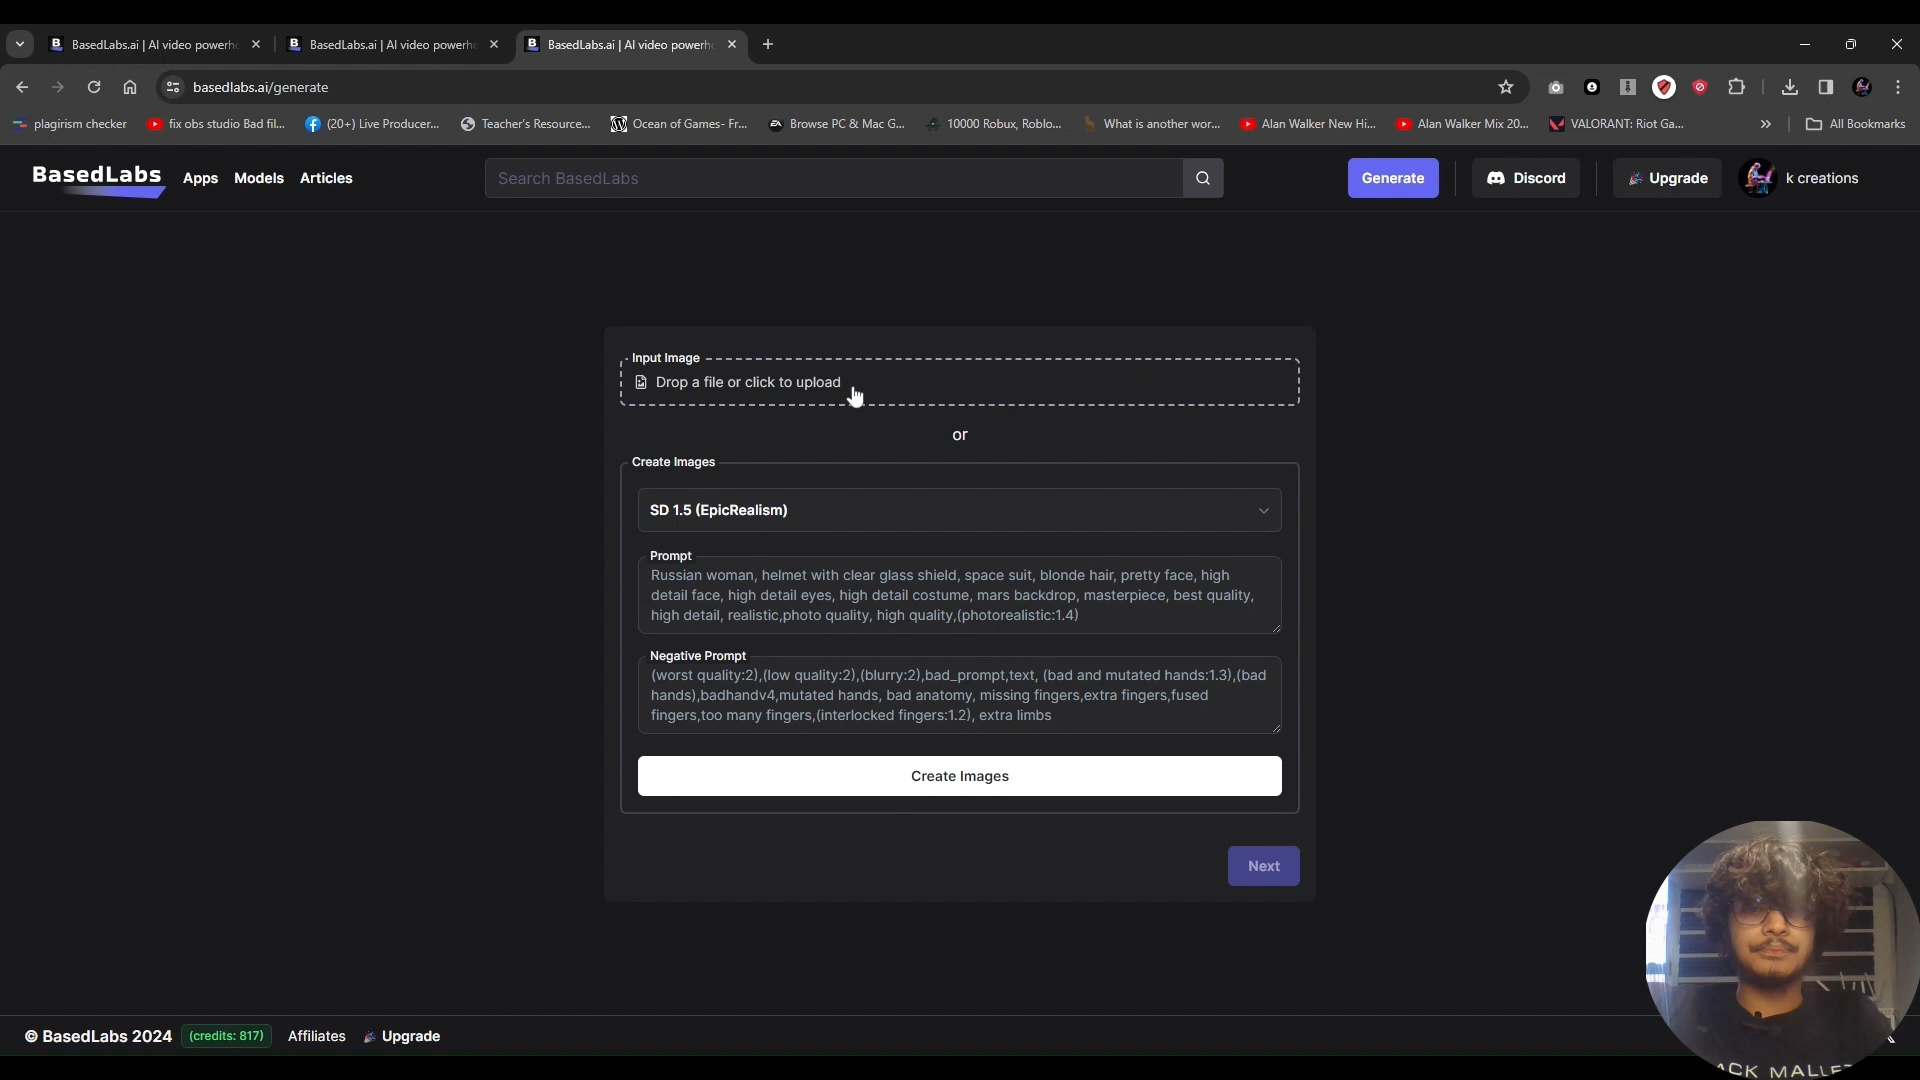 BasedLabs.ai | AI video powerh
BasedLabs.ai | AI video powerh
BasedLabs.ai | AI video powerh
basedlabs.ai/generate
plagirism checker
fix obs studio Bad fil...
(20+) Live Producer...
Teacher's Resource...
Ocean of Games- Fr...
Browse PC & Mac G...
10000 Robux, Roblo...
What is another wor...
Alan Walker New Hi...
Alan Walker Mix 20...
VALORANT: Riot Ga...
All Bookmarks
BasedLabs
Apps
Models
Articles
Search BasedLabs
Generate
Discord
Upgrade
k creations
Input Image
Drop a file or click to upload
or
Create Images
SD 1.5 (EpicRealism)
Prompt
Russian woman, helmet with clear glass shield, space suit, blonde hair, pretty face, high
detail face, high detail eyes, high detail costume, mars backdrop, masterpiece, best quality,
high detail, realistic,photo quality, high quality,(photorealistic:1.4)
Negative Prompt
(worst quality:2),(low quality:2),(blurry:2),bad_prompt,text, (bad and mutated hands:1.3),(bad
hands),badhandv4,mutated hands, bad anatomy, missing fingers,extra fingers,fused
fingers,too many fingers,(interlocked fingers:1.2), extra limbs
Create Images
Next
© BasedLabs 2024
(credits: 817)
Affiliates
Upgrade